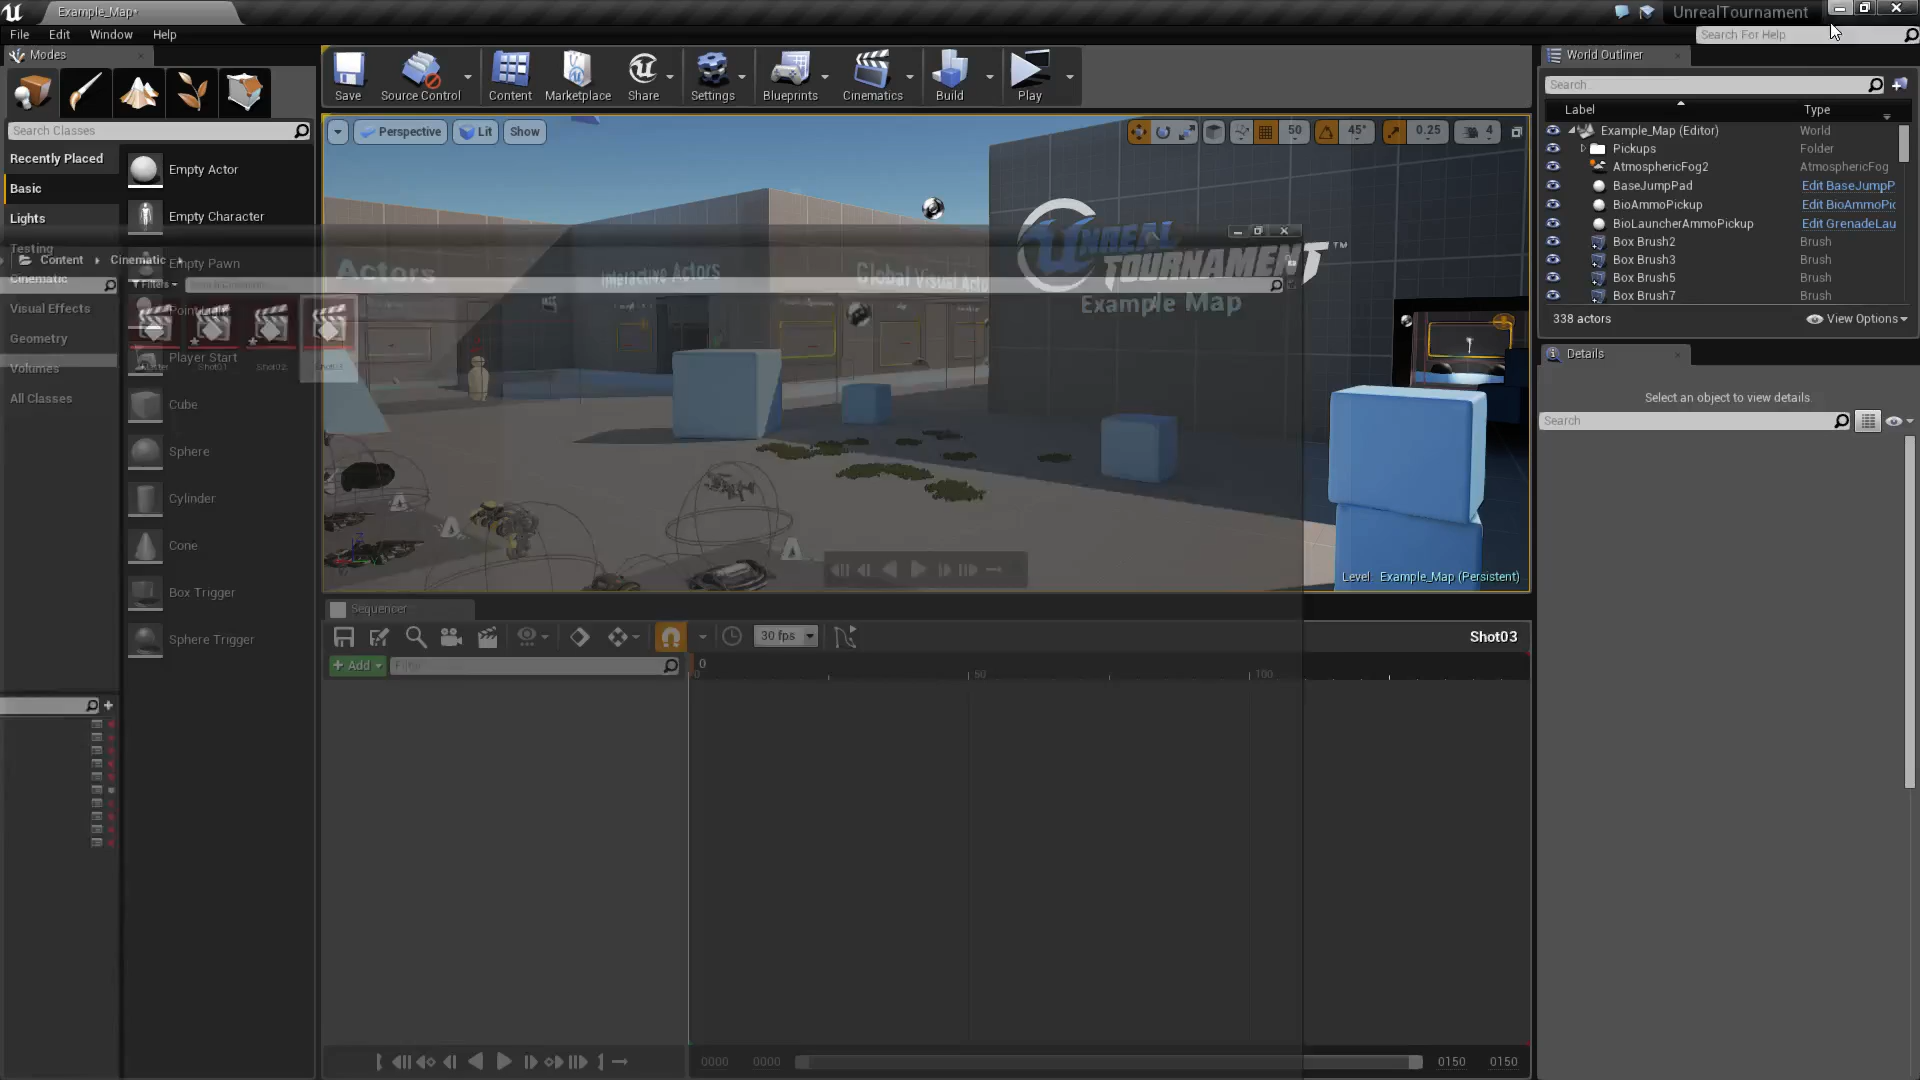 Example_Map*
UnrealTournament
File Edit Window Help
Search For Help
Modes
World Outliner
Save Source Control Content Marketplace Share Settings Blueprints Cinematics Build Play
Search...
Label Type
Search Classes
Perspective Lit Show 50 45° 0.25 4
Example_Map (Editor) World
Pickups Folder
AtmosphericFog2 AtmosphericFog
BaseJumpPad Edit BaseJumpP
BioAmmoPickup Edit BioAmmoPic
BioLauncherAmmoPickup Edit GrenadeLau
Box Brush2 Brush
Box Brush3 Brush
Box Brush5 Brush
Box Brush7 Brush
338 actors View Options
Recently Placed
Basic
Lights
Testing
Cinematic
Visual Effects
Geometry
Volumes
All Classes
Empty Actor
Empty Character
Empty Pawn
Point Light
Player Start
Cube
Sphere
Cylinder
Cone
Box Trigger
Sphere Trigger
Content Cinematic
Filters
Shot01 Shot02 Shot03
Actors
Interactive Actors
Global Visual Actu
UNREAL
TOURNAMENT™
Example Map
Level: Example_Map (Persistent)
Details
Select an object to view details
Search
Sequencer
30 fps
Shot03
+ Add Filter
0
0 50 100
0000 0000 0150 0150